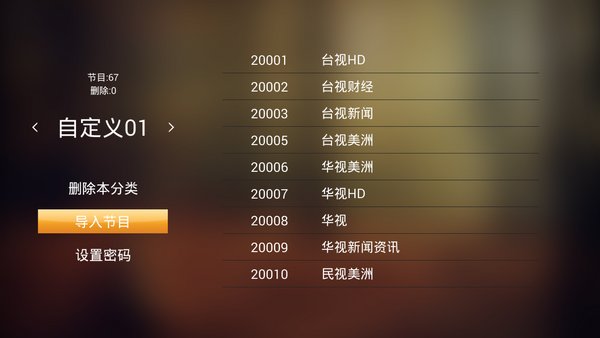 节目:67
删除:0
自定义01
删除本分类
导入节目
设置密码
20001 台视HD
20002 台视财经
20003 台视新闻
20005 台视美洲
20006 华视美洲
20007 华视HD
20008 华视
20009 华视新闻资讯
20010 民视美洲